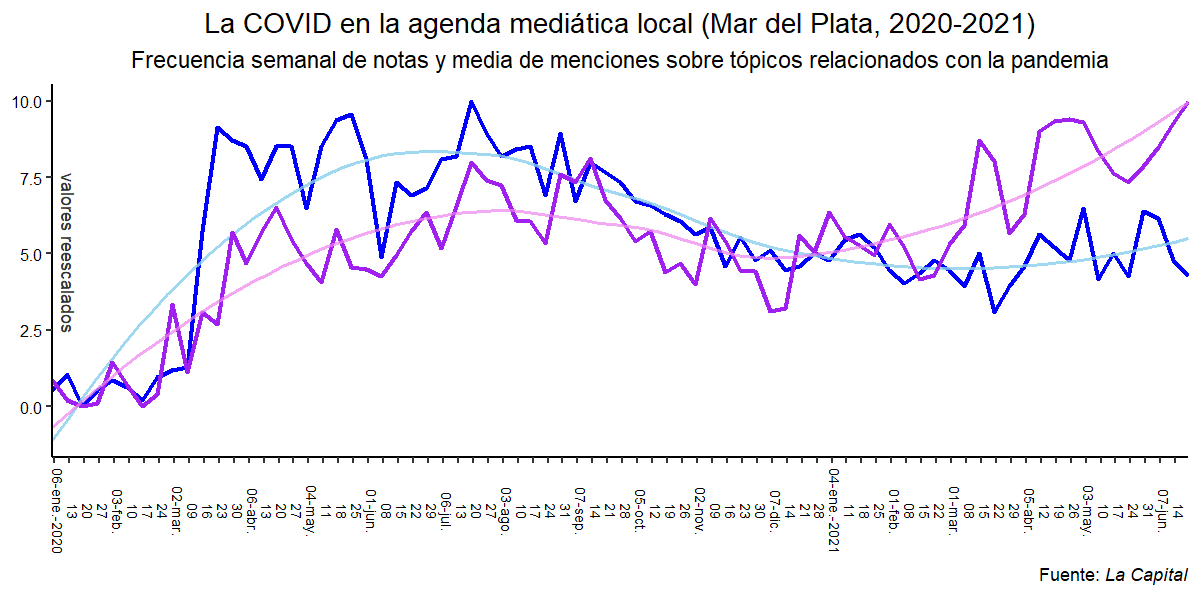 La COVID en la agenda mediática local (Mar del Plata, 2020-2021)
Frecuencia semanal de notas y media de menciones sobre tópicos relacionados con la pandemia
valores reescalados
10.0
7.5
5.0
2.5
0.0
06-ene.-2020
13
20
27
03-feb.
10
17
24
02-mar.
09
16
23
30
06-abr.
13
20
27
04-may.
11
18
25
01-jun.
08
15
22
29
06-jul.
13
20
27
03-ago.
10
17
24
31
07-sep.
14
21
28
05-oct.
12
19
26
02-nov.
09
16
23
30
07-dic.
14
21
28
04-ene.-2021
11
18
25
01-feb.
08
15
22
01-mar.
08
15
22
29
05-abr.
12
19
26
03-may.
10
17
24
31
07-jun.
14
Fuente: La Capital